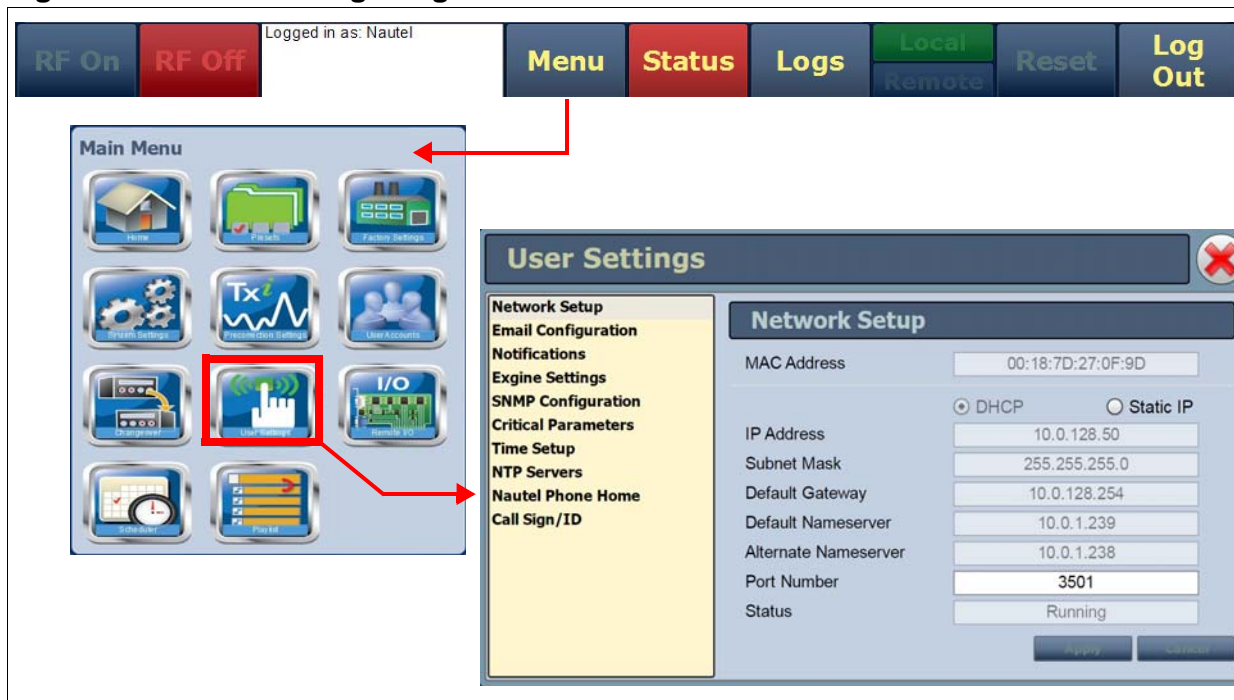 RF On
RF Off
Logged in as: Nautel
Menu
Status
Logs
Local
Remote
Reset
Log
Out
Main Menu
Home
Presets
Factory Settings
System Settings
Tx i
Precorrection Settings
User Accounts
Changeover
User Settings
I/O
Remote I/O
Scheduler
Playlist
User Settings
Network Setup
Email Configuration
Notifications
Exgine Settings
SNMP Configuration
Critical Parameters
Time Setup
NTP Servers
Nautel Phone Home
Call Sign/ID
Network Setup
MAC Address 00:18:7D:27:0F:9D
DHCP Static IP
IP Address 10.0.128.50
Subnet Mask 255.255.255.0
Default Gateway 10.0.128.254
Default Nameserver 10.0.1.239
Alternate Nameserver 10.0.1.238
Port Number 3501
Status Running
Apply Cancel